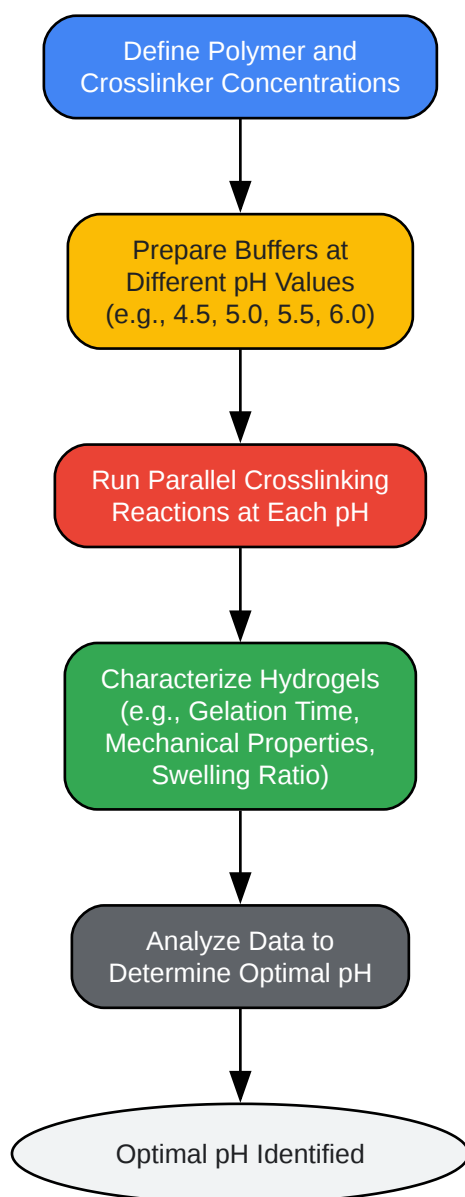 Define Polymer and
Crosslinker Concentrations
Prepare Buffers at
Different pH Values
(e.g., 4.5, 5.0, 5.5, 6.0)
Run Parallel Crosslinking
Reactions at Each pH
Characterize Hydrogels
(e.g., Gelation Time,
Mechanical Properties,
Swelling Ratio)
Analyze Data to
Determine Optimal pH
Optimal pH Identified